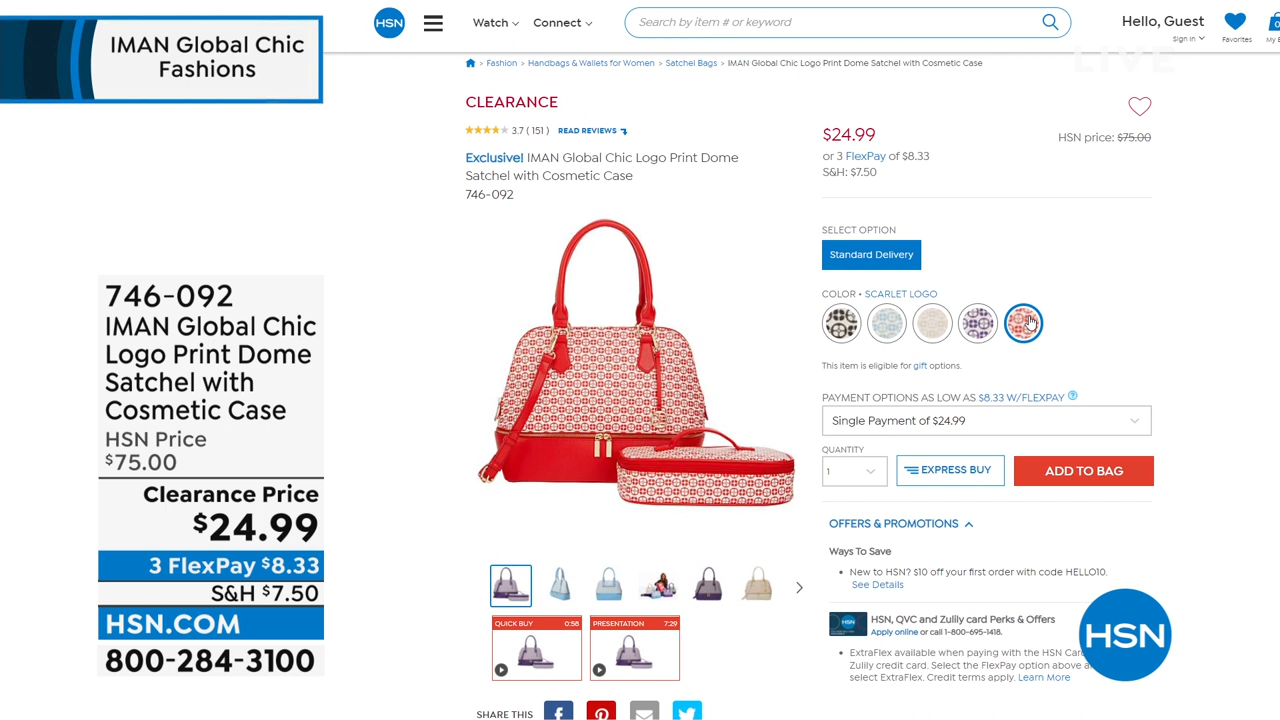 IMAN Global Chic
Fashions
HSN
Watch
Connect
Search by item # or keyword
Hello, Guest
Sign In
Favorites
0
LIVE
> Fashion > Handbags & Wallets for Women > Satchel Bags > IMAN Global Chic Logo Print Dome Satchel with Cosmetic Case
CLEARANCE
3.7 ( 151 ) READ REVIEWS
Exclusive! IMAN Global Chic Logo Print Dome
Satchel with Cosmetic Case
746-092
$24.99
HSN price: $75.00
or 3 FlexPay of $8.33
S&H: $7.50
SELECT OPTION
Standard Delivery
COLOR • SCARLET LOGO
This item is eligible for gift options.
PAYMENT OPTIONS AS LOW AS $8.33 W/FLEXPAY ?
Single Payment of $24.99
QUANTITY
1
EXPRESS BUY
ADD TO BAG
OFFERS & PROMOTIONS
Ways To Save
• New to HSN? $10 off your first order with code HELLO10.
See Details
HSN, QVC and Zulily card Perks & Offers
Apply online or call 1-800-695-1418.
• ExtraFlex available when paying with the HSN
Zulily credit card. Select the FlexPay option above
select ExtraFlex. Credit terms apply. Learn More
HSN
746-092
IMAN Global Chic
Logo Print Dome
Satchel with
Cosmetic Case
HSN Price
$75.00
Clearance Price
$24.99
3 FlexPay $8.33
S&H $7.50
HSN.COM
800-284-3100
QUICK BUY 0:58
PRESENTATION 7:29
SHARE THIS